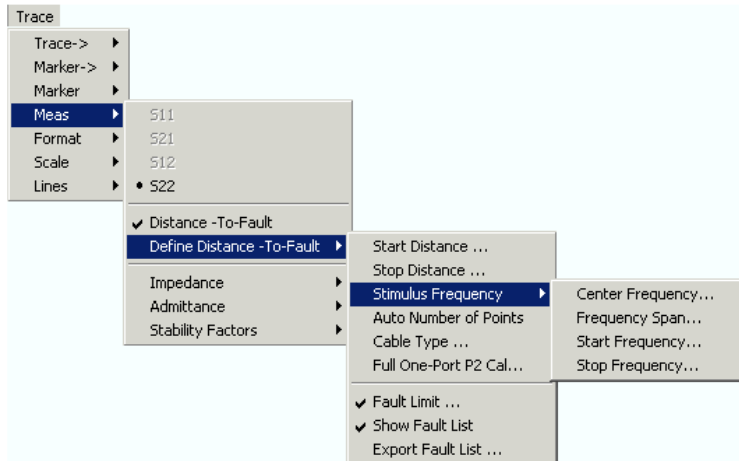 Trace
Trace->
Marker->
Marker
Meas
Format
Scale
Lines
S11
S21
S12
S22
Distance -To-Fault
Define Distance -To-Fault
Impedance
Admittance
Stability Factors
Start Distance ...
Stop Distance ...
Stimulus Frequency
Auto Number of Points
Cable Type ...
Full One-Port P2 Cal...
Fault Limit ...
Show Fault List
Export Fault List ...
Center Frequency...
Frequency Span...
Start Frequency...
Stop Frequency...